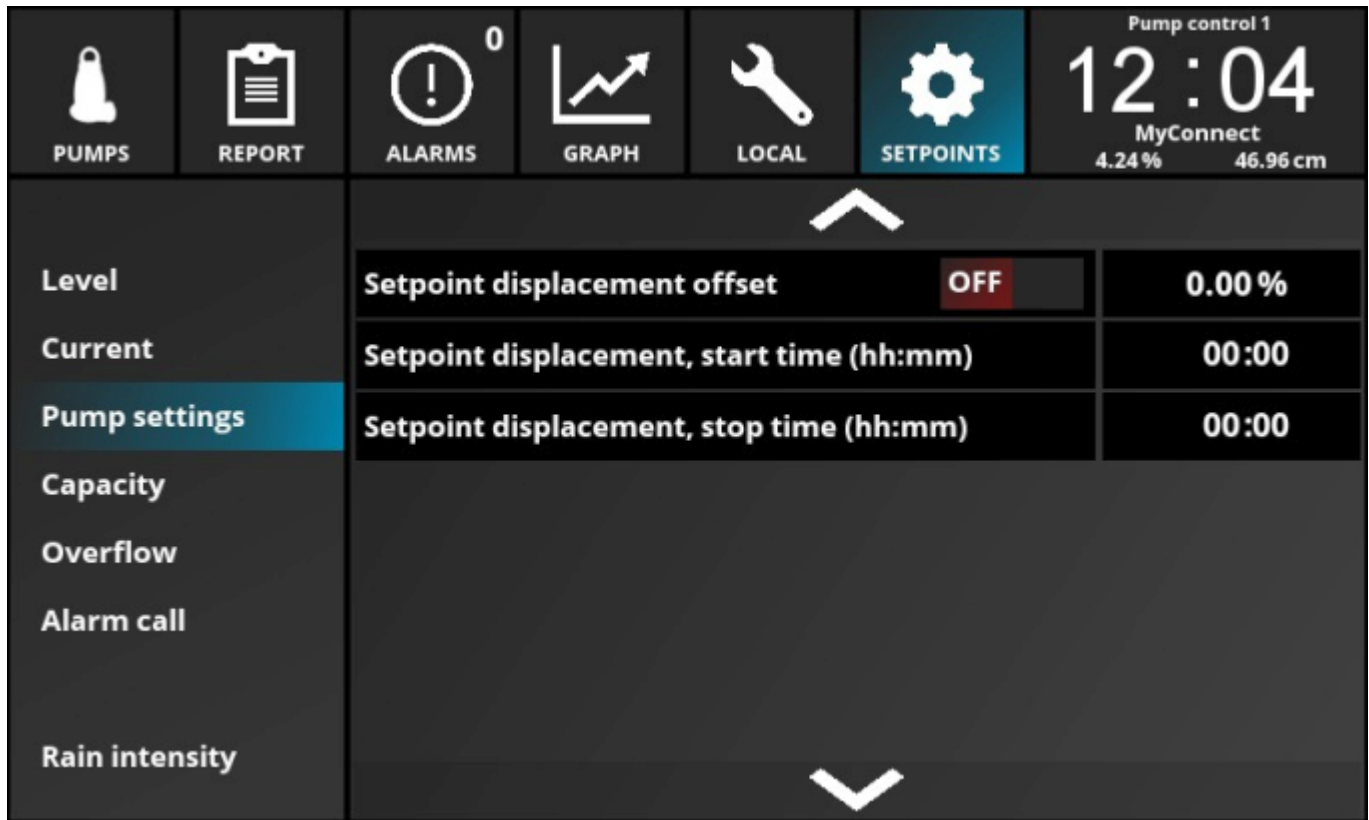 PUMPS
REPORT
0
ALARMS
GRAPH
LOCAL
SETPOINTS
Pump control 1
12:04
MyConnect
4.24% 46.96 cm
Level
Current
Pump settings
Capacity
Overflow
Alarm call
Rain intensity
Setpoint displacement offset OFF 0.00%
Setpoint displacement, start time (hh:mm) 00:00
Setpoint displacement, stop time (hh:mm) 00:00